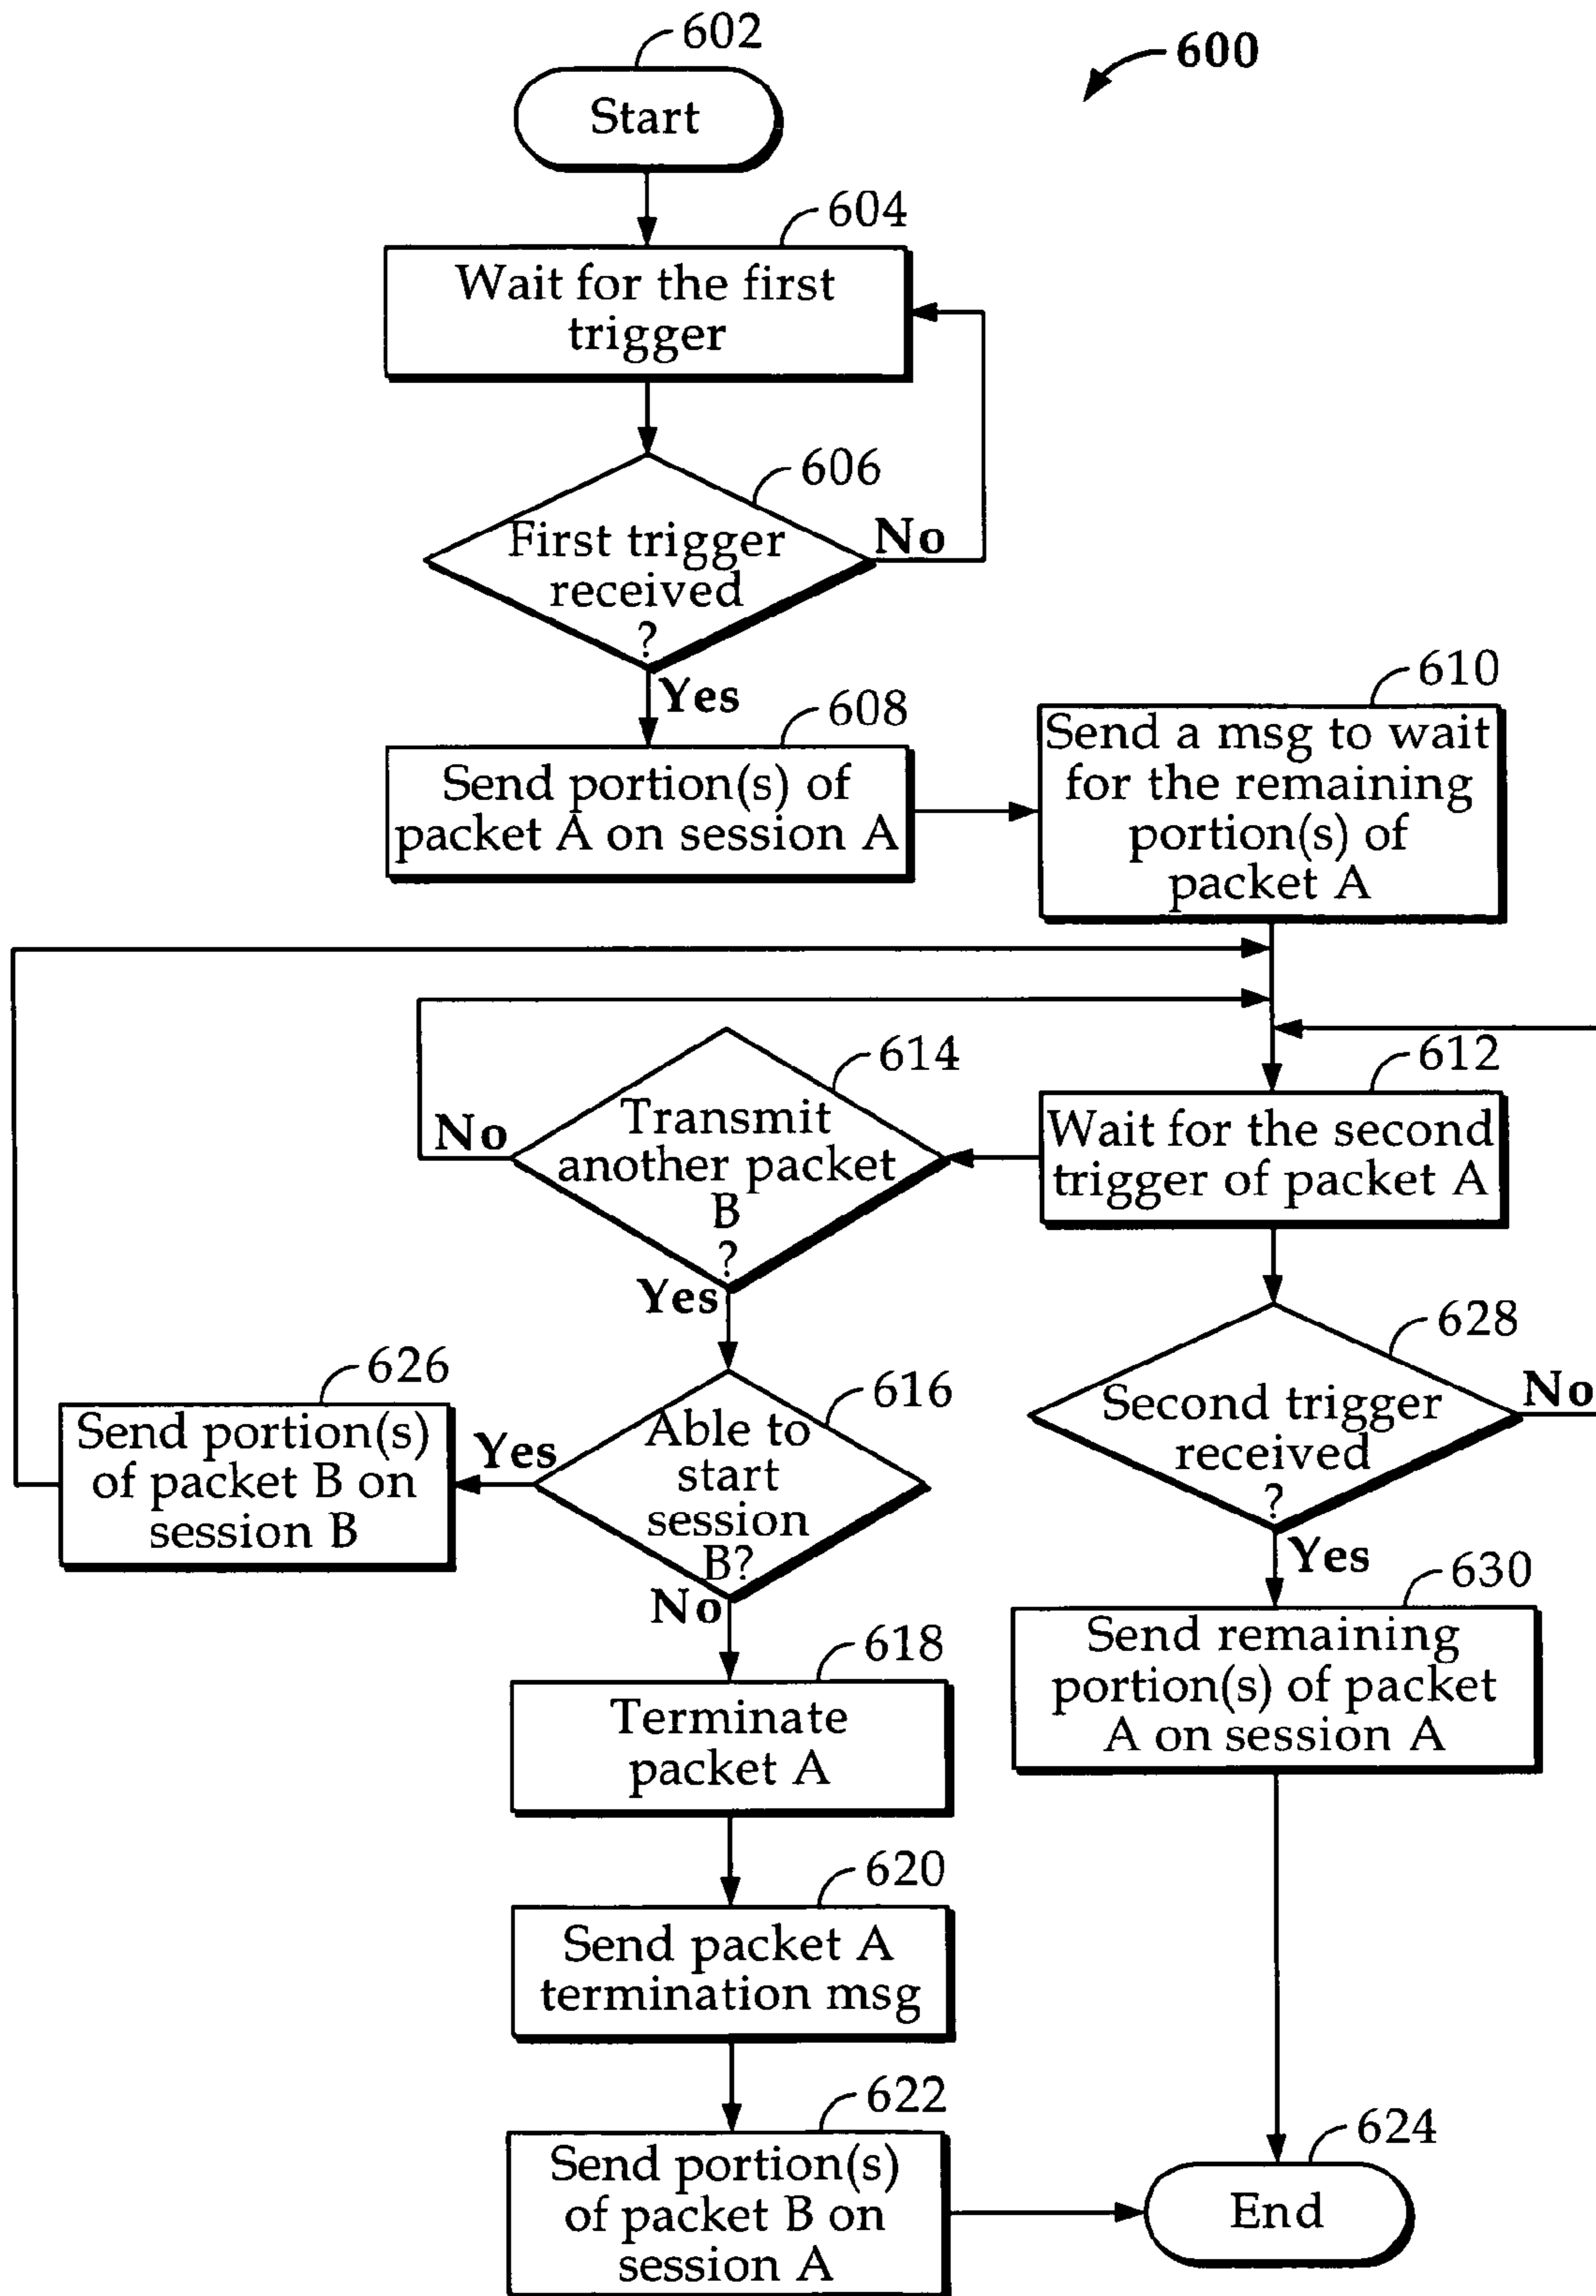 602
600
Start
604
Wait for the first
trigger
606
First trigger
received
?
No
Yes
608
Send portion(s) of
packet A on session A
610
Send a msg to wait
for the remaining
portion(s) of
packet A
614
Transmit
another packet
B
?
No
Yes
612
Wait for the second
trigger of packet A
626
Send portion(s)
of packet B on
session B
616
Able to
start
session
B?
Yes
No
628
Second trigger
received
?
No
Yes
618
Terminate
packet A
630
Send remaining
portion(s) of packet
A on session A
620
Send packet A
termination msg
622
Send portion(s)
of packet B on
session A
624
End